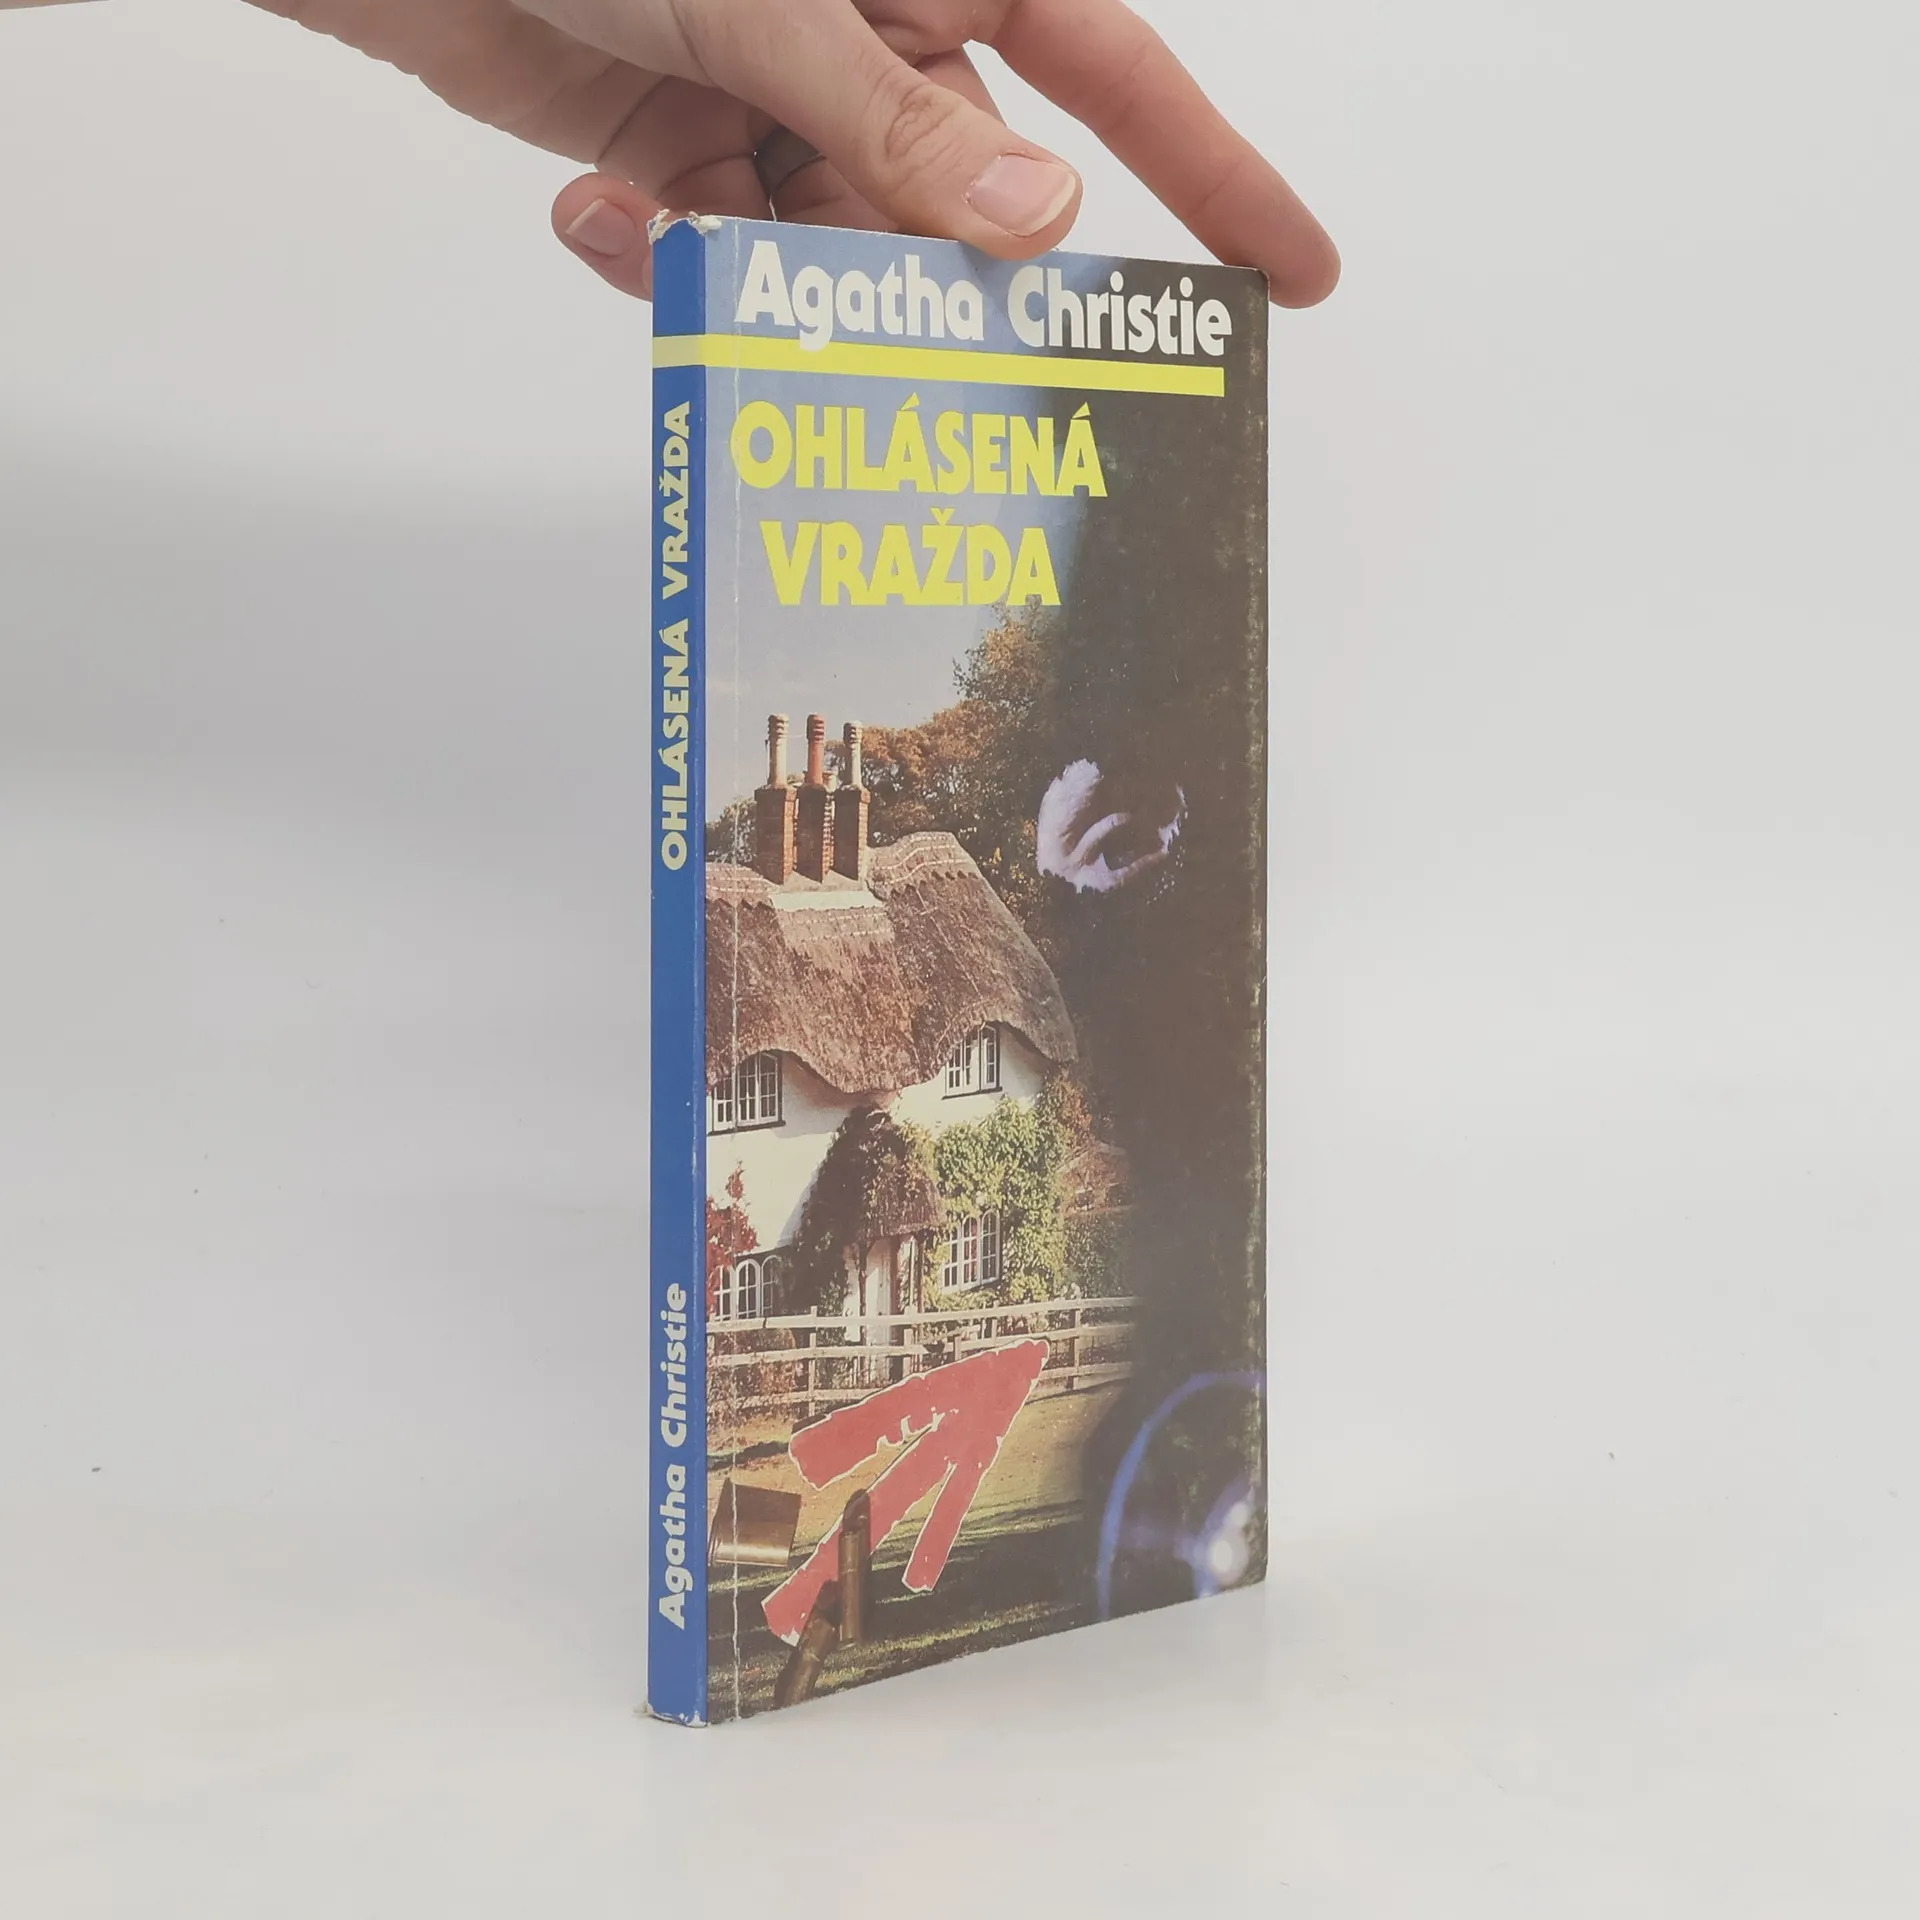 Agatha Christie
OHLÁSENÁ
VRAŽDA
OHLÁSENÁ VRAŽDA
Agatha Christie